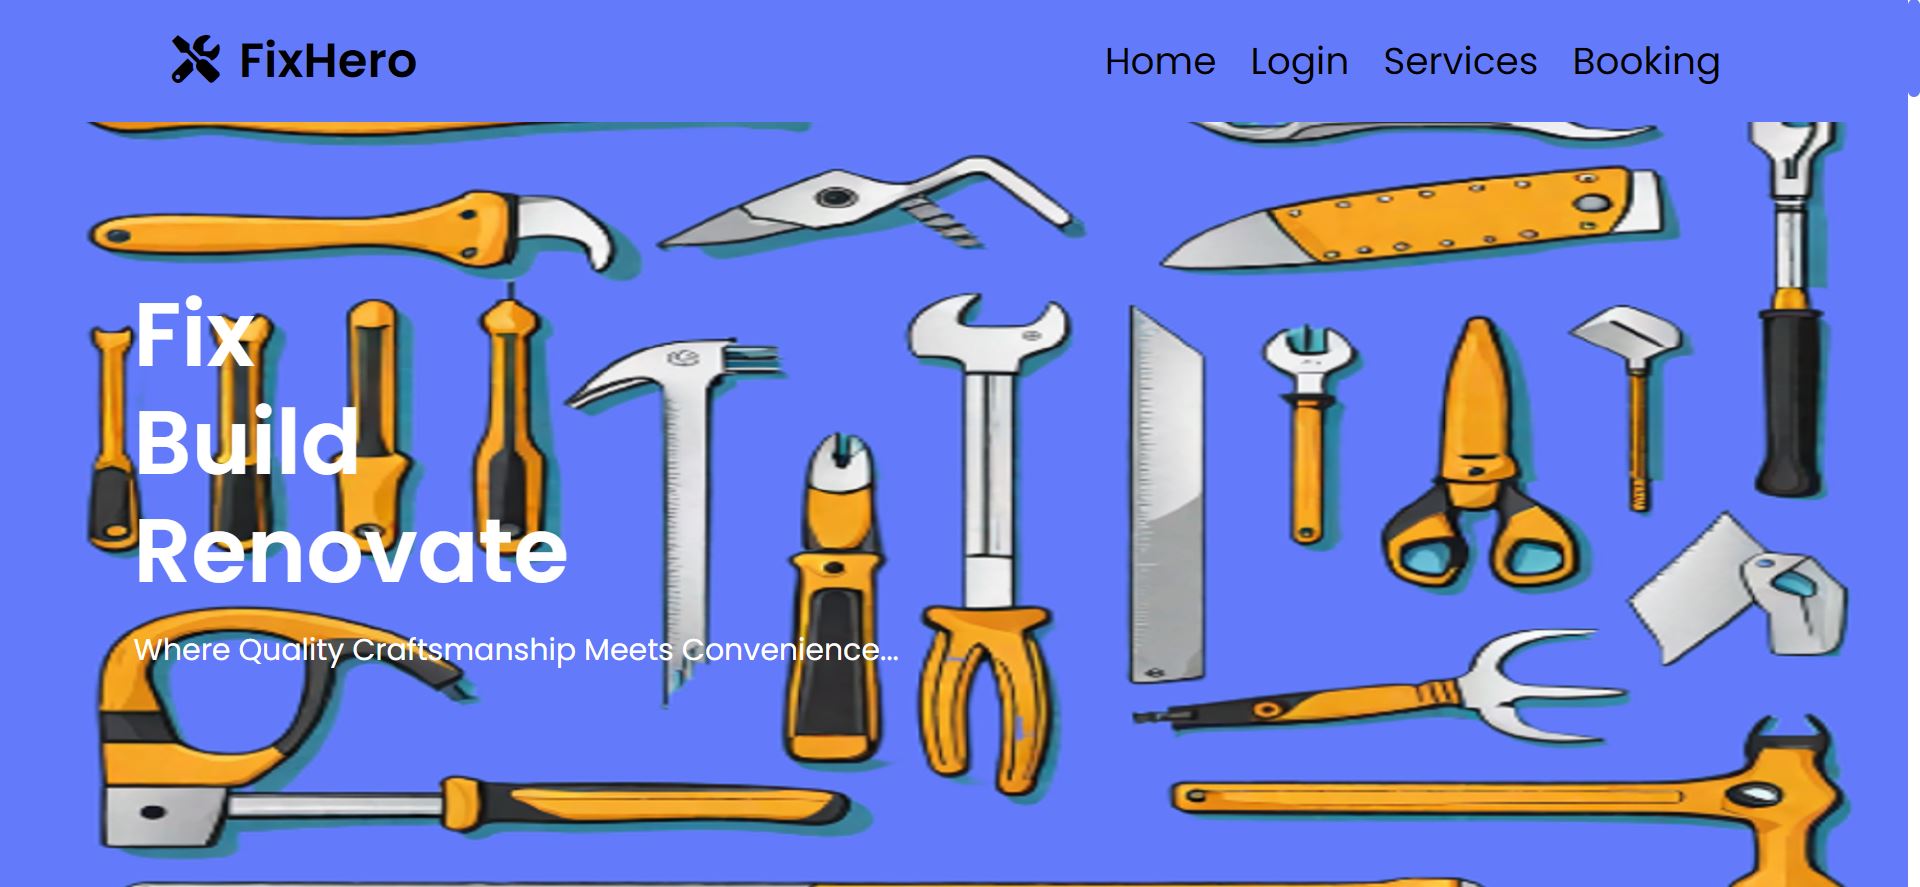 FixHero
Home Login Services Booking
Fix
Build
Renovate
Where Quality Craftsmanship Meets Convenience...